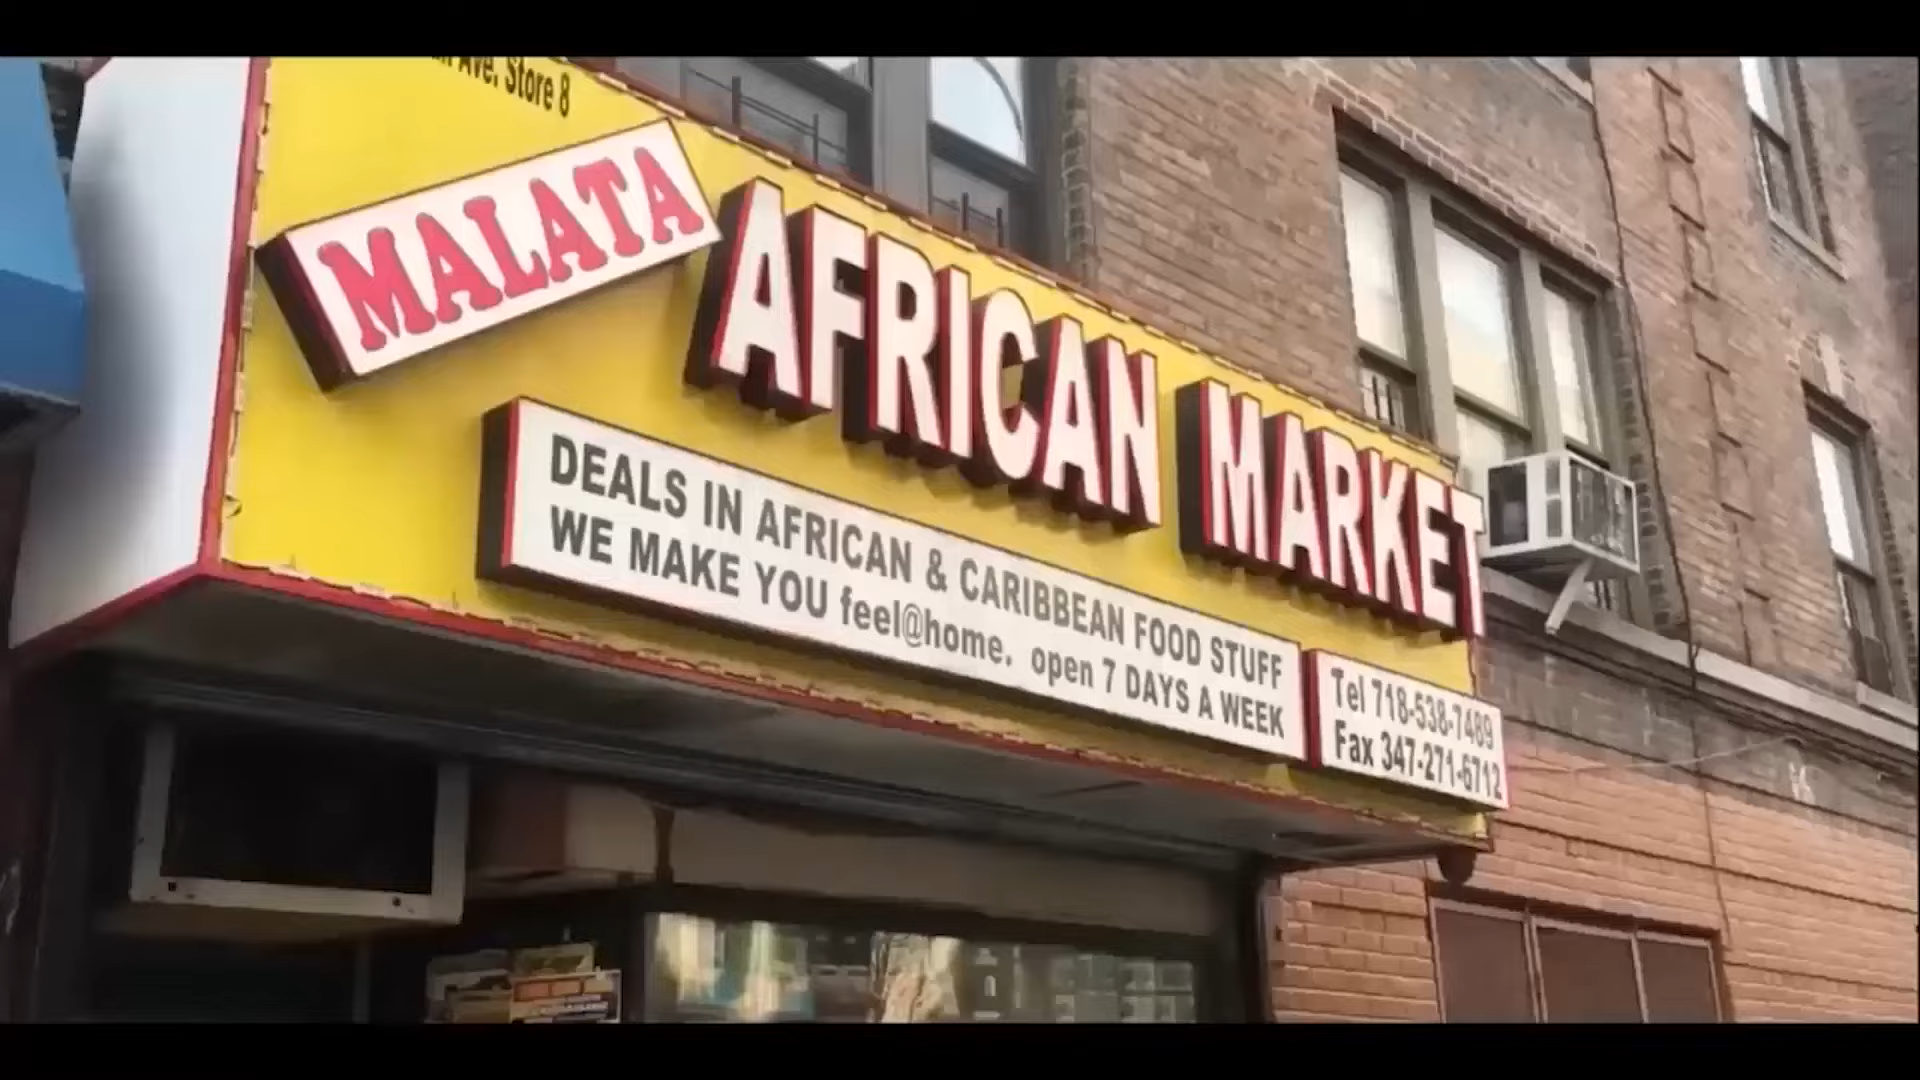 Ave. Store 8
MALATA
AFRICAN MARKET
DEALS IN AFRICAN & CARIBBEAN FOOD STUFF
WE MAKE YOU feel@home. open 7 DAYS A WEEK
Tel 718-538-7489
Fax 347-271-6712